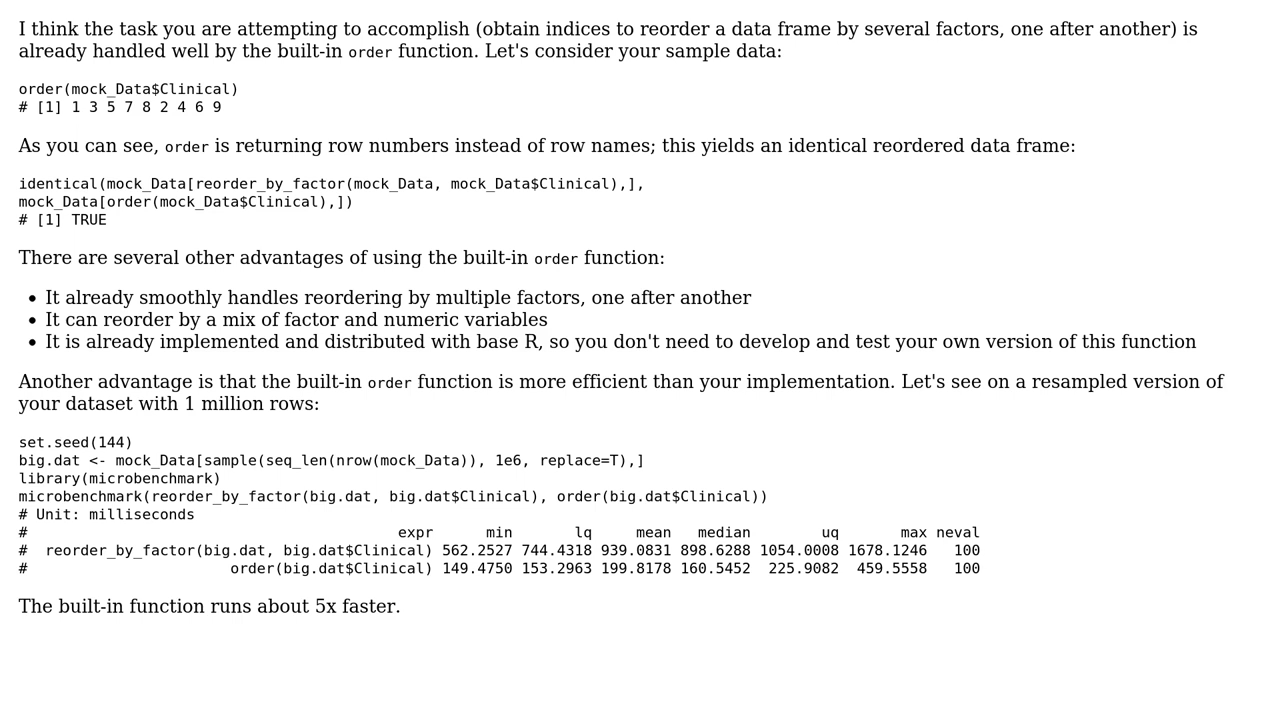 I think the task you are attempting to accomplish (obtain indices to reorder a data frame by several factors, one after another) is
already handled well by the built-in order function. Let's consider your sample data:
order(mock_Data$Clinical)
# [1] 1 3 5 7 8 2 4 6 9
As you can see, order is returning row numbers instead of row names; this yields an identical reordered data frame:
identical(mock_Data[reorder_by_factor(mock_Data, mock_Data$Clinical),],
mock_Data[order(mock_Data$Clinical),])
# [1] TRUE
There are several other advantages of using the built-in order function:
• It already smoothly handles reordering by multiple factors, one after another
• It can reorder by a mix of factor and numeric variables
• It is already implemented and distributed with base R, so you don't need to develop and test your own version of this function
Another advantage is that the built-in order function is more efficient than your implementation. Let's see on a resampled version of
your dataset with 1 million rows:
set.seed(144)
big.dat <- mock_Data[sample(seq_len(nrow(mock_Data)), 1e6, replace=T),]
library(microbenchmark)
microbenchmark(reorder_by_factor(big.dat, big.dat$Clinical), order(big.dat$Clinical))
# Unit: milliseconds
#                                          expr      min       lq     mean   median        uq       max neval
#  reorder_by_factor(big.dat, big.dat$Clinical) 562.2527 744.4318 939.0831 898.6288 1054.0008 1678.1246   100
#                       order(big.dat$Clinical) 149.4750 153.2963 199.8178 160.5452  225.9082  459.5558   100
The built-in function runs about 5x faster.